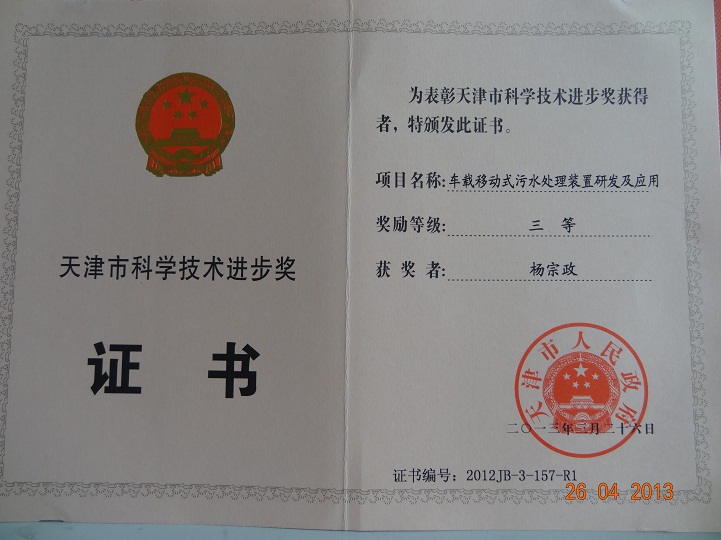 天津市科学技术进步奖
证 书
为表彰天津市科学技术进步奖获得
者，特颁发此证书。
项目名称：车载移动式污水处理装置研发及应用
奖励等级：三 等
获 奖 者：杨宗政
天津市人民政府
二〇一三年二月二十六日
证书编号：2012JB-3-157-R1
26 04 2013